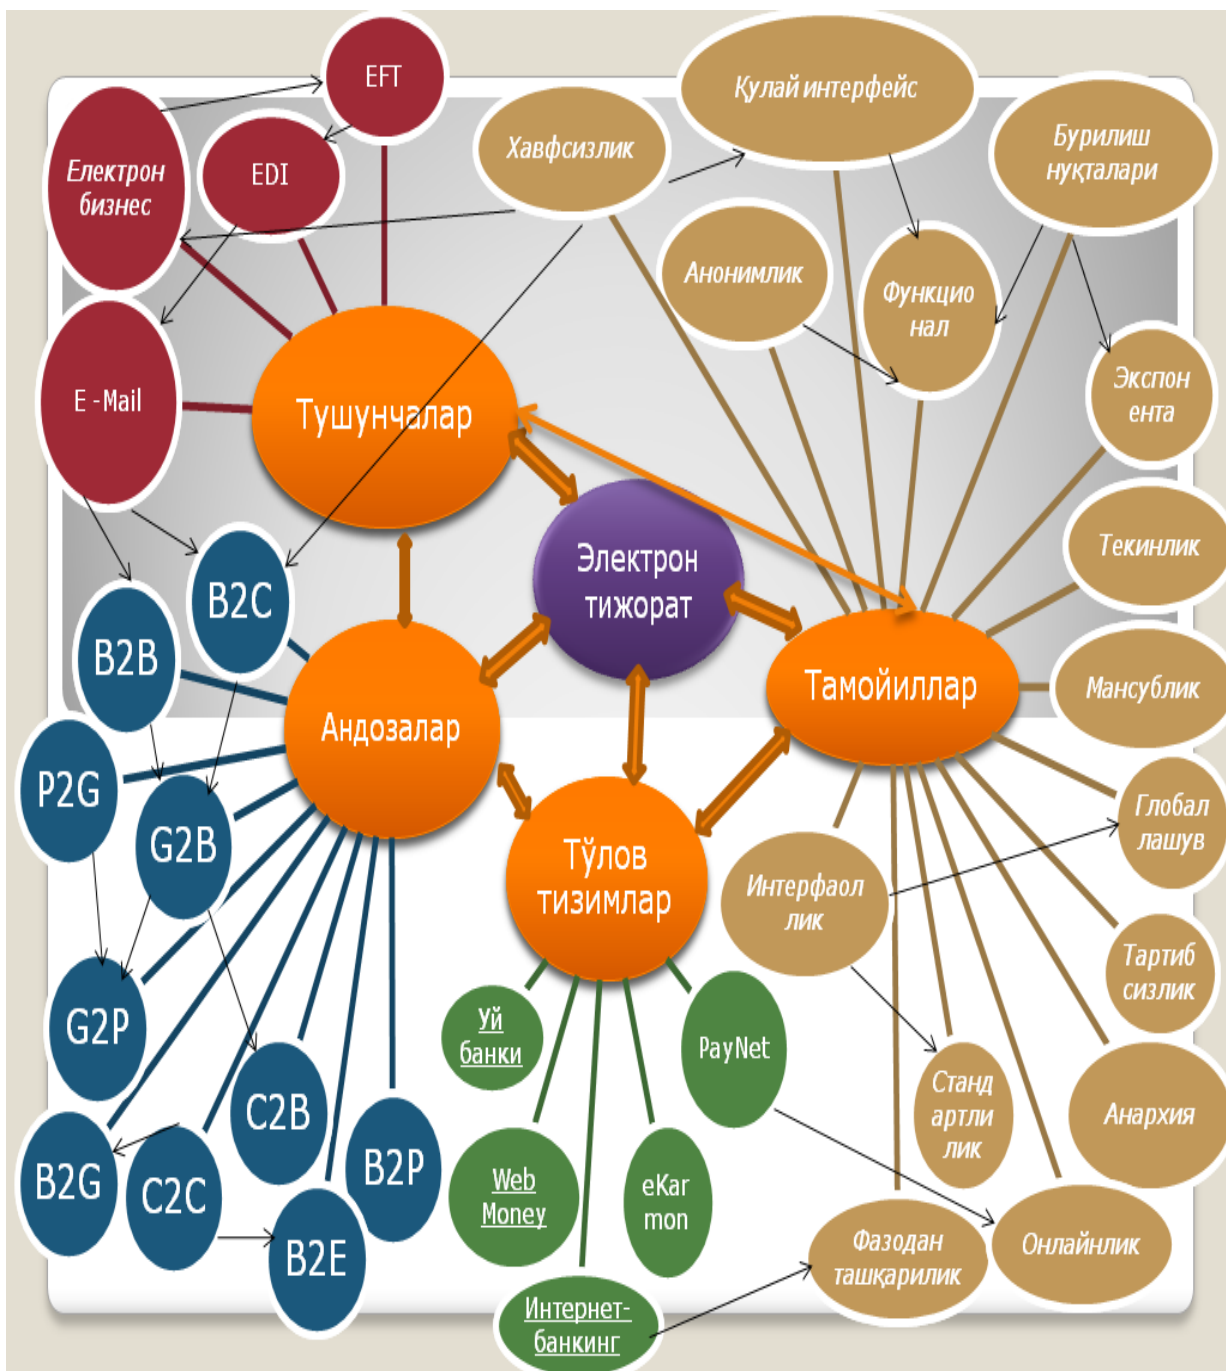 EFT
Қулай интерфейс
Хавфсизлик
Бурилиш
нуқталари
EDI
Електрон
бизнес
Анонимлик
Функцио
нал
E -Mail
Тушунчалар
Экспон
ента
Текинлик
Электрон
тижорат
B2C
B2B
Мансублик
Тамойиллар
Андозалар
P2G
G2B
Глобал
лашув
Тўлов
тизимлар
Интерфаол
лик
Тартиб
сизлик
G2P
Уй
банки
PayNet
Станд
артли
лик
Анархия
C2B
B2P
B2G
C2C
Web
Money
eKar
mon
B2E
Фазодан
ташқарилик
Онлайнлик
Интернет-
банкинг